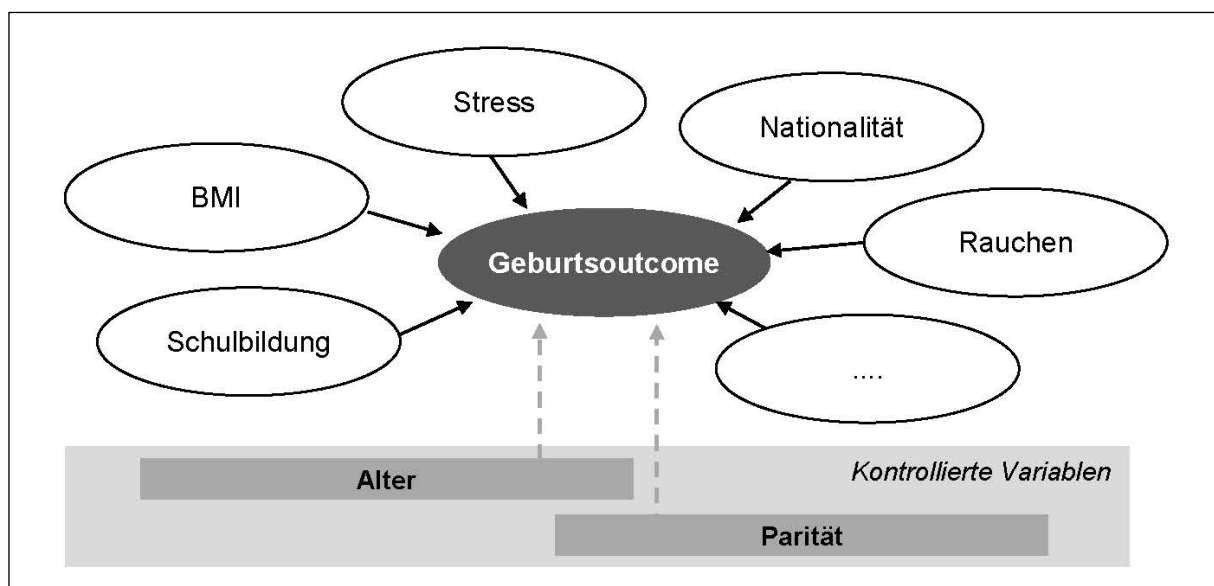 Stress
Nationalität
BMI
Rauchen
Geburtsoutcome
Schulbildung
....
Alter
Kontrollierte Variablen
Parität